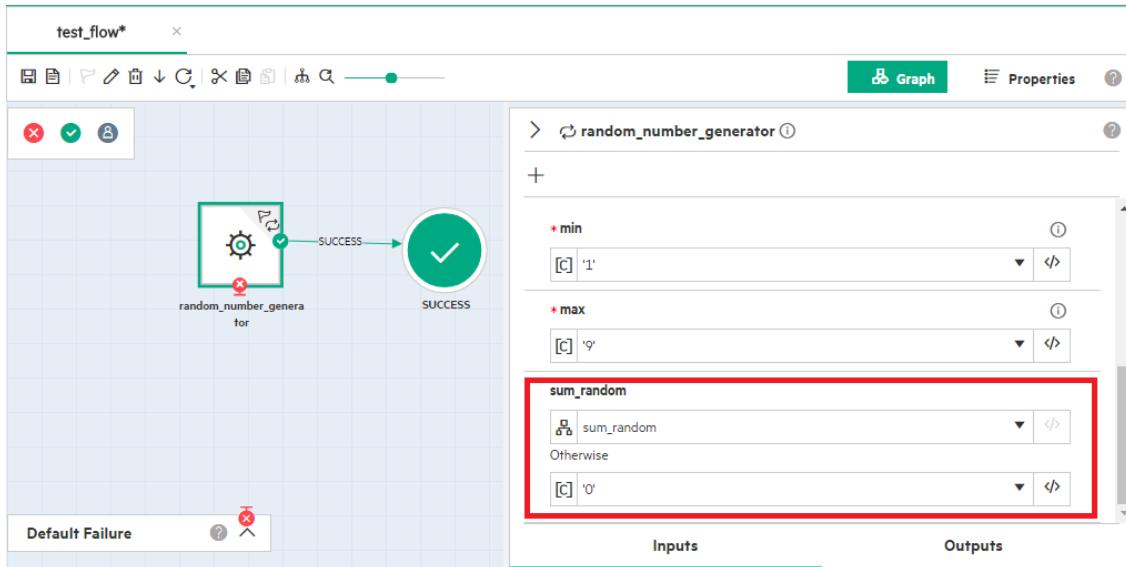 test_flow*
Graph
Properties
random_number_generator
* min
[C] '1'
* max
[C] '9'
sum_random
sum_random
Otherwise
[C] '0'
SUCCESS
random_number_genera
tor
SUCCESS
Default Failure
Inputs
Outputs